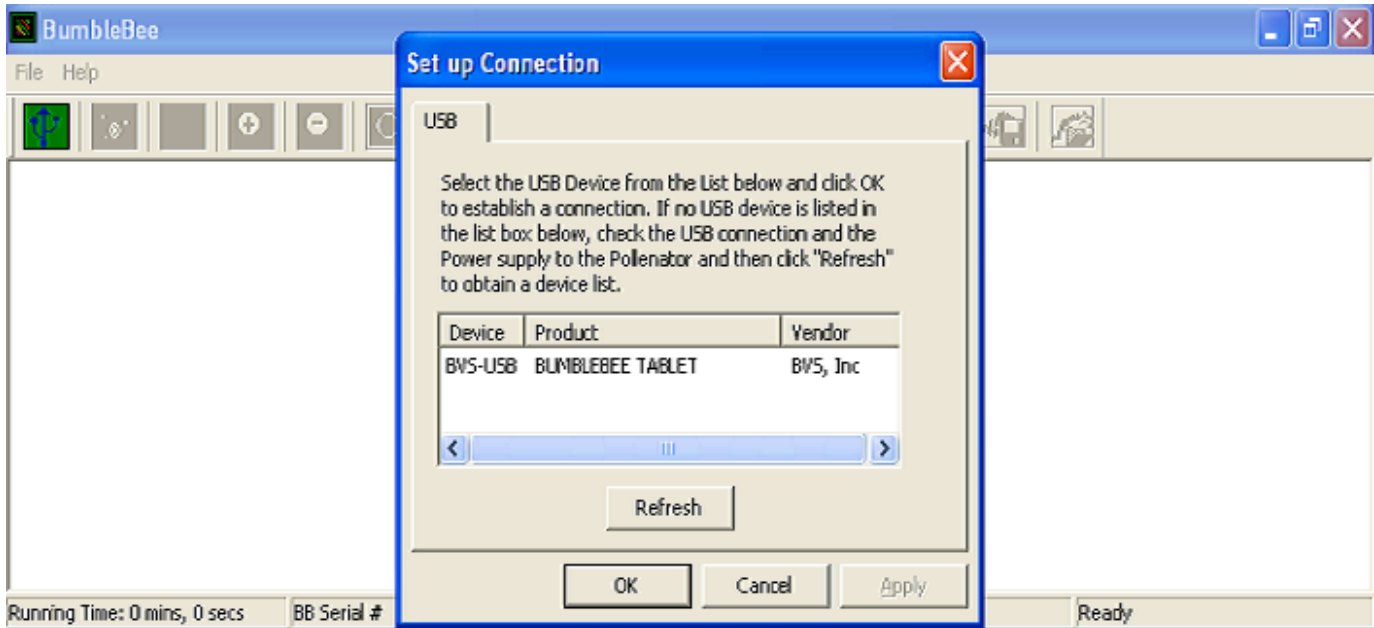 BumbleBee
File Help
Set up Connection
USB
Select the USB Device from the List below and click OK
to establish a connection. If no USB device is listed in
the list box below, check the USB connection and the
Power supply to the Pollenator and then click "Refresh"
to obtain a device list.
Device Product Vendor
BVS-USB BUMBLEBEE TABLET BVS, Inc
Refresh
OK Cancel Apply
Running Time: 0 mins, 0 secs BB Serial # Ready